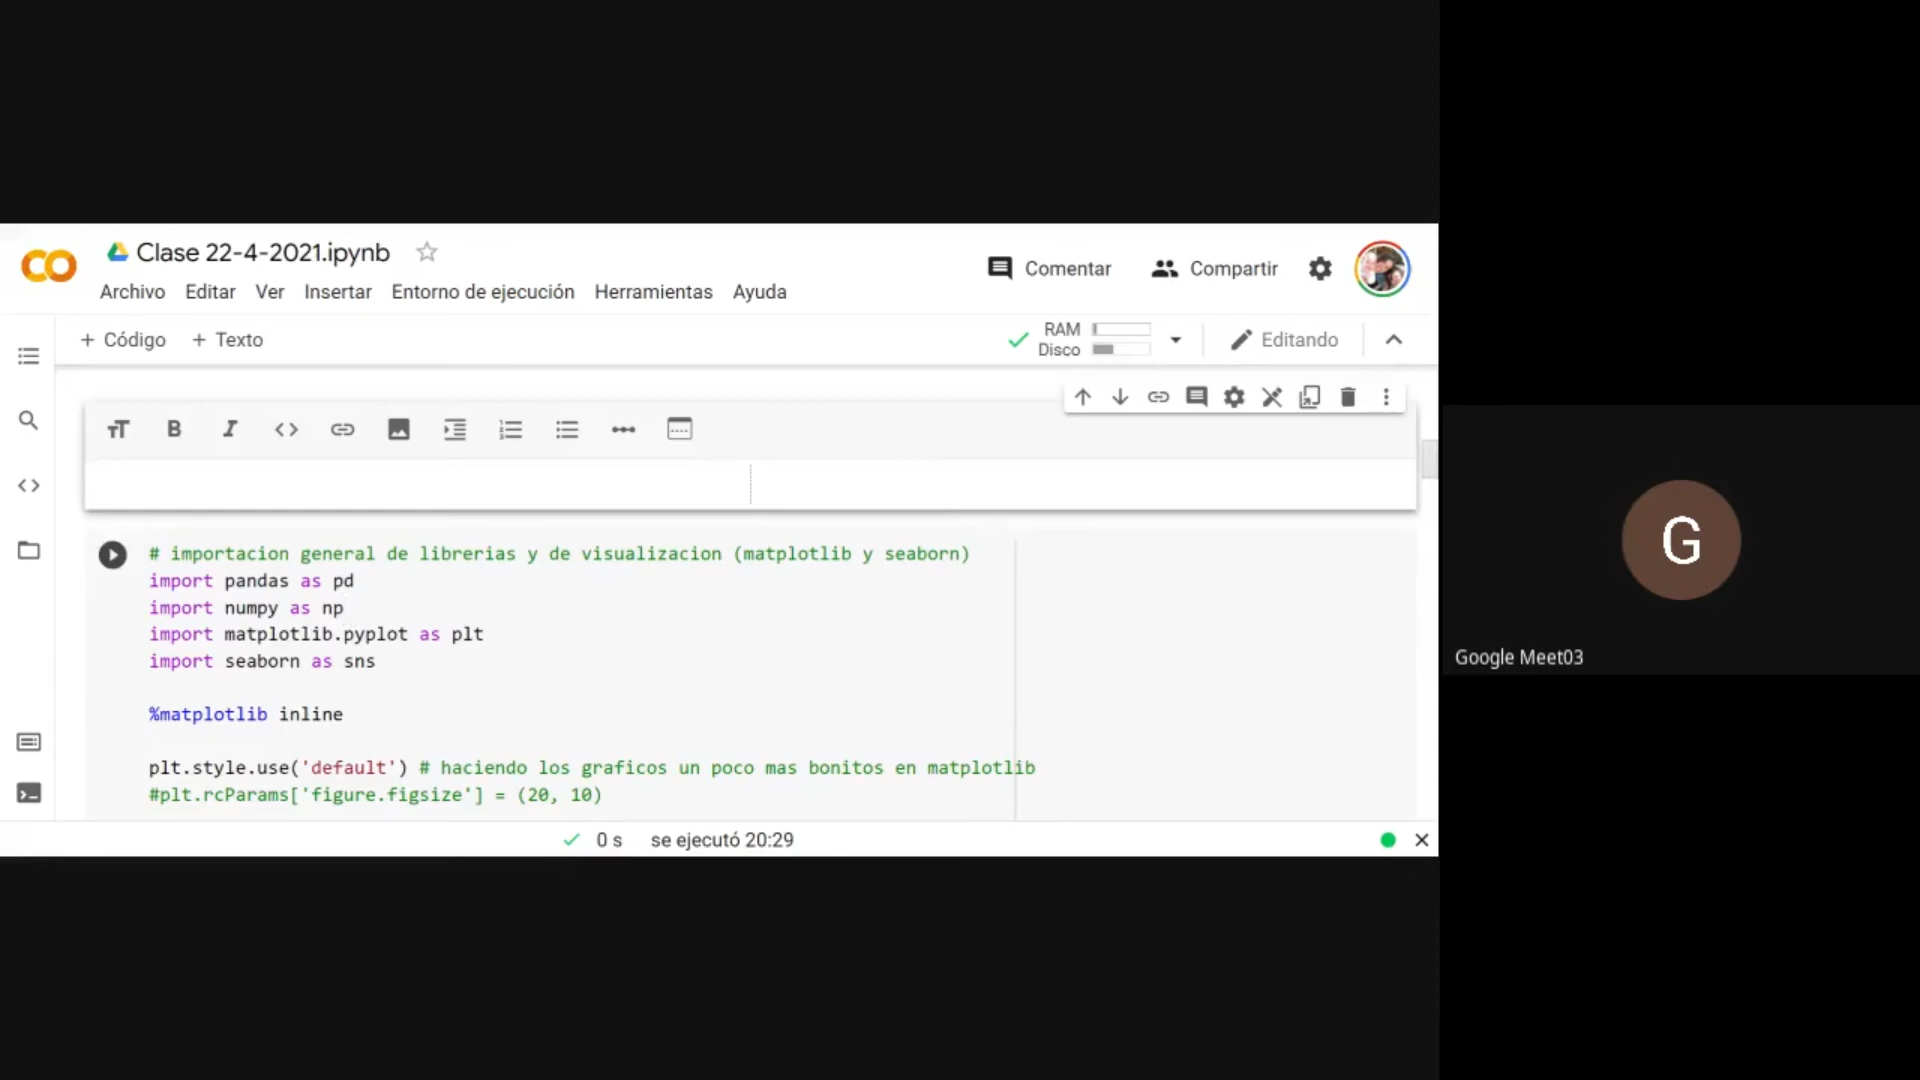 Clase 22-4-2021.ipynb
Comentar
Compartir
Archivo Editar Ver Insertar Entorno de ejecución Herramientas Ayuda
+ Código + Texto
RAM
Disco
Editando
# importacion general de librerias y de visualizacion (matplotlib y seaborn)
import pandas as pd
import numpy as np
import matplotlib.pyplot as plt
import seaborn as sns
%matplotlib inline
plt.style.use('default') # haciendo los graficos un poco mas bonitos en matplotlib
#plt.rcParams['figure.figsize'] = (20, 10)
0 s se ejecutó 20:29
G
Google Meet03